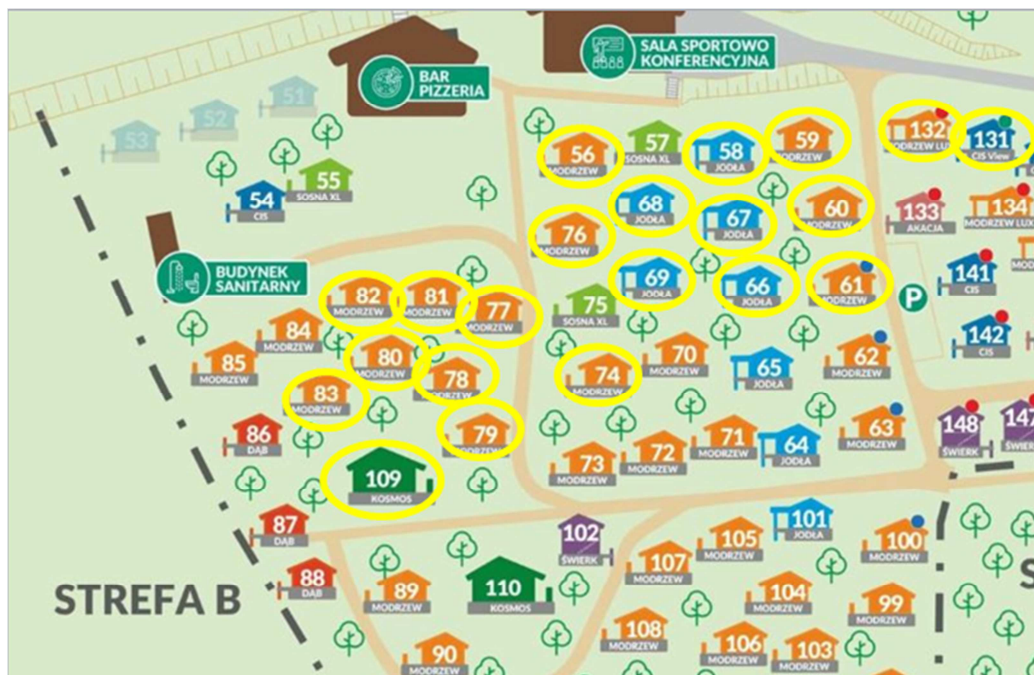 SALA SPORTOWO
KONFERENCYJNA
BAR
PIZZERIA
51
52
53
56
MODRZEW
57
SOSNA XL
58
JODŁA
59
MODRZEW
132
MODRZEW LUX
131
CIS View
55
SOSNA XL
54
CIS
68
JODŁA
67
JODŁA
60
MODRZEW
133
AKACJA
134
MODRZEW LUX
76
MODRZEW
BUDYNEK
SANITARNY
69
JODŁA
66
JODŁA
61
MODRZEW
P
141
CIS
82
MODRZEW
81
MODRZEW
77
MODRZEW
75
SOSNA XL
142
CIS
84
MODRZEW
85
MODRZEW
80
MODRZEW
78
MODRZEW
74
MODRZEW
70
MODRZEW
65
JODŁA
62
MODRZEW
83
MODRZEW
86
DĄB
79
MODRZEW
73
MODRZEW
72
MODRZEW
71
MODRZEW
64
JODŁA
63
MODRZEW
148
ŚWIERK
147
ŚWIERK
109
KOSMOS
87
DĄB
102
ŚWIERK
105
MODRZEW
101
JODŁA
100
MODRZEW
88
DĄB
89
MODRZEW
110
KOSMOS
107
MODRZEW
104
MODRZEW
99
MODRZEW
STREFA B
S
90
MODRZEW
108
MODRZEW
106
MODRZEW
103
MODRZEW